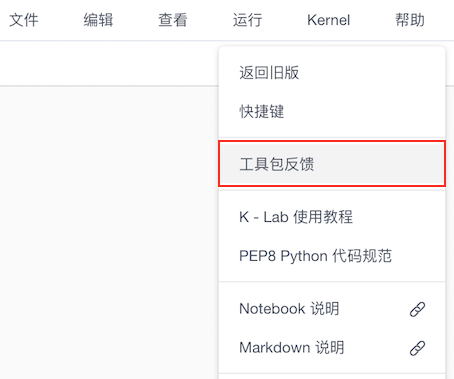 文件 编辑 查看 运行 Kernel 帮助
返回旧版
快捷键
工具包反馈
K - Lab 使用教程
PEP8 Python 代码规范
Notebook 说明
Markdown 说明